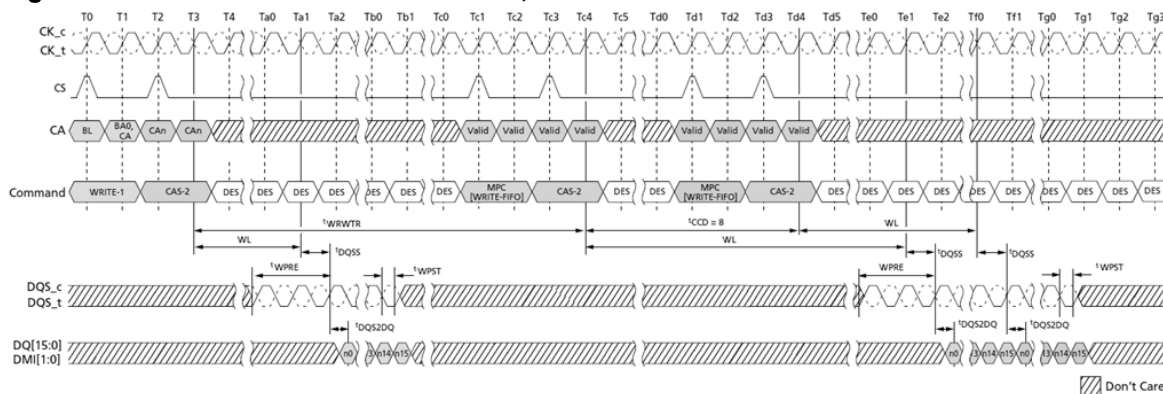 T0 T1 T2 T3 T4 Ta0 Ta1 Ta2 Tb0 Tb1 Tc0 Tc1 Tc2 Tc3 Tc4 Tc5 Td0 Td1 Td2 Td3 Td4 Td5 Te0 Te1 Te2 Tf0 Tf1 Tg0 Tg1 Tg2 Tg3
CK_c
CK_t
CS
CA BL BA0, CA CAn CAn Valid Valid Valid Valid Valid Valid Valid Valid
Command WRITE-1 CAS-2 DES DES DES DES DES DES DES MPC [WRITE-FIFO] CAS-2 DES DES MPC [WRITE-FIFO] CAS-2 DES DES DES DES DES DES DES DES DES DES
tWRWTR tCCD = 8 WL
WL WL
tDQSS tDQSS tDQSS
tWPRE tWPST WPRE tWPST
DQS_c
DQS_t
tDQS2DQ tDQS2DQ tDQS2DQ
DQ[15:0]
DMI[1:0]
n0 n14 n15 n0 n14 n15 n0 n14 n15
Don't Care